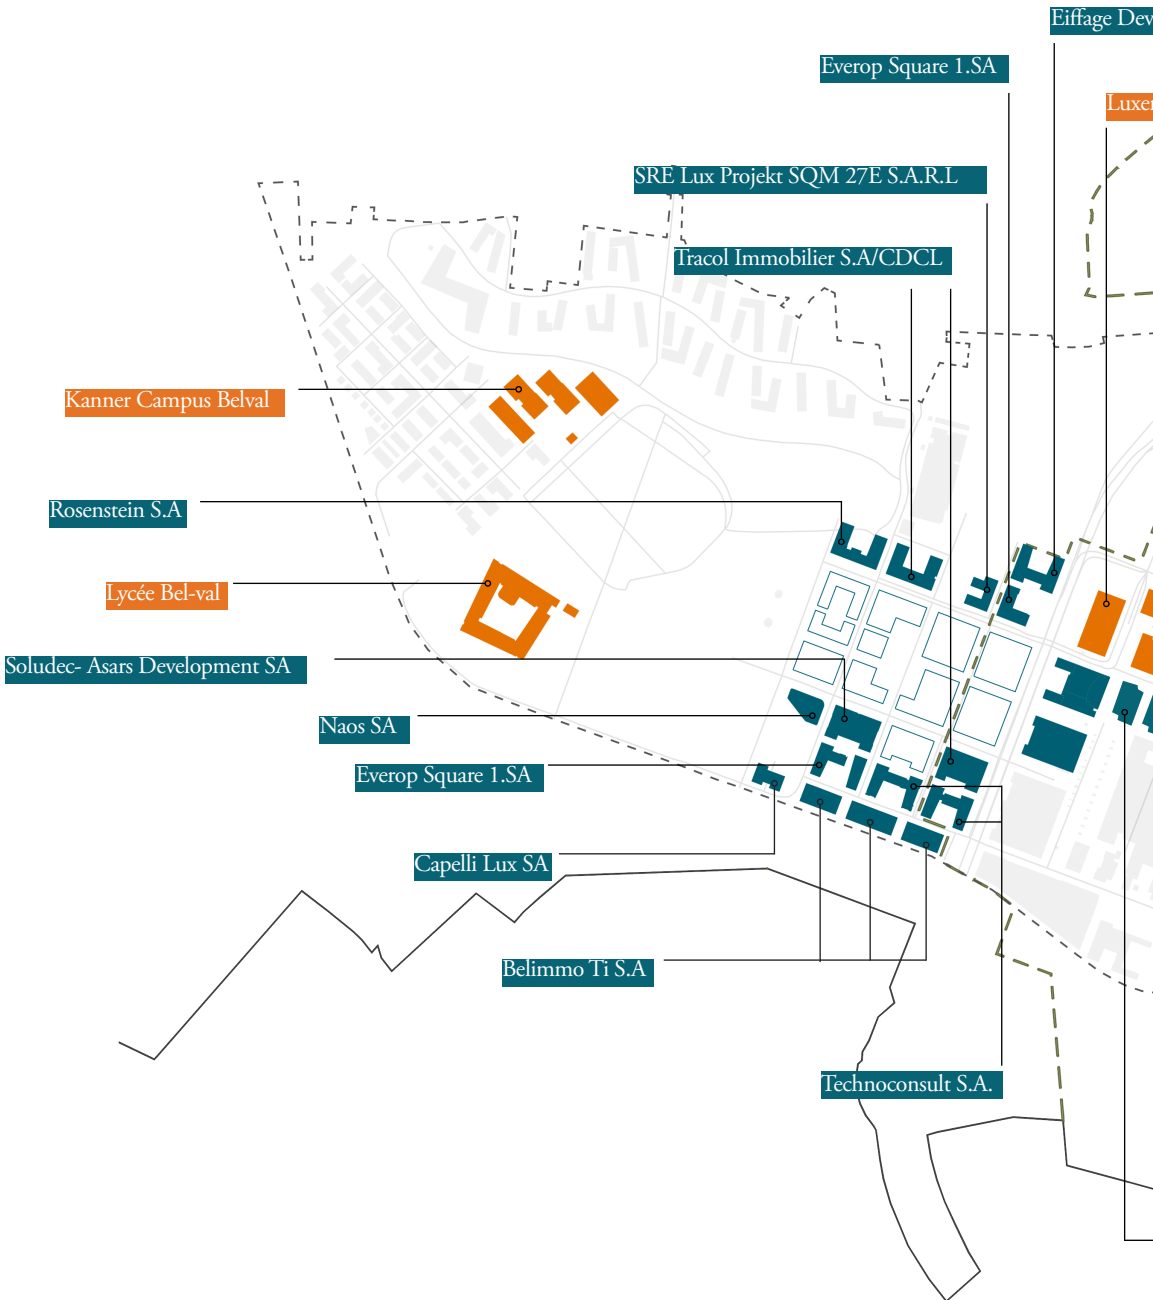 Eiffage Dev
Everop Square 1.SA
Luxer
SRE Lux Projekt SQM 27E S.A.R.L
Tracol Immobilier S.A/CDCL
Kanner Campus Belval
Rosenstein S.A
Lycée Bel-val
Soludec- Asars Development SA
Naos SA
Everop Square 1.SA
Capelli Lux SA
Belimmo Ti S.A
Technoconsult S.A.